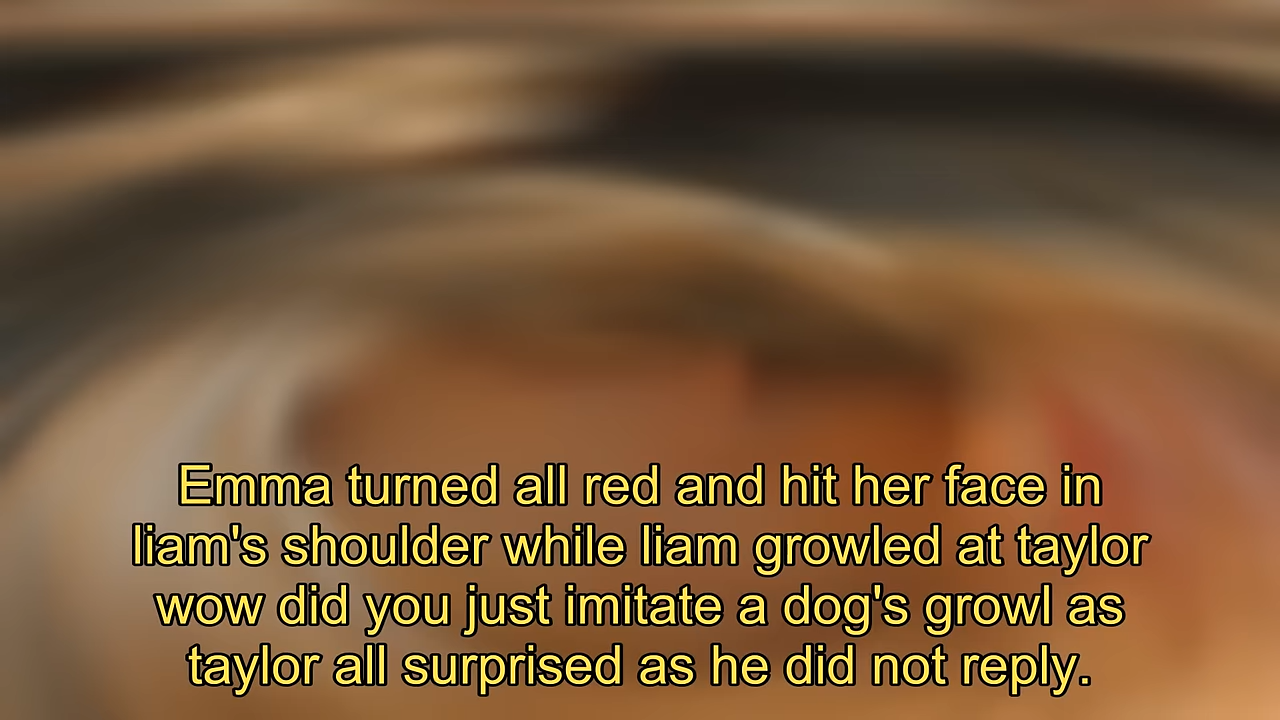 Emma turned all red and hit her face in
liam's shoulder while liam growled at taylor
wow did you just imitate a dog's growl as
taylor all surprised as he did not reply.